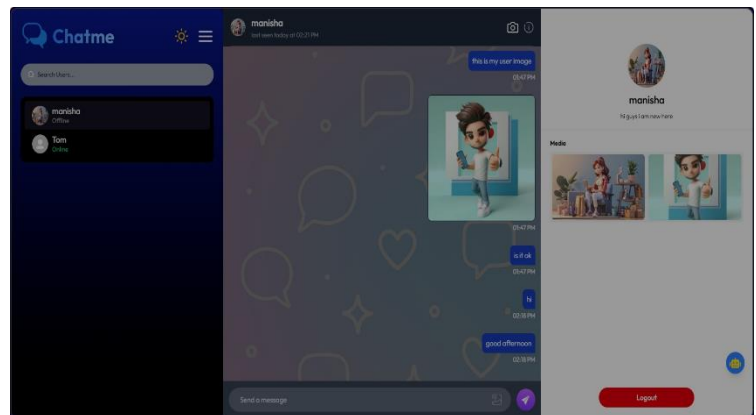 Chatme
Search Users...
manisha
Offline
Tom
Online
manisha
last seen today at 02:21 PM
this is my user image
01:47 PM
01:47 PM
is it ok
01:47 PM
hi
02:18 PM
good afternoon
02:18 PM
Send a message
manisha
hi guys I am new here
Media
Logout